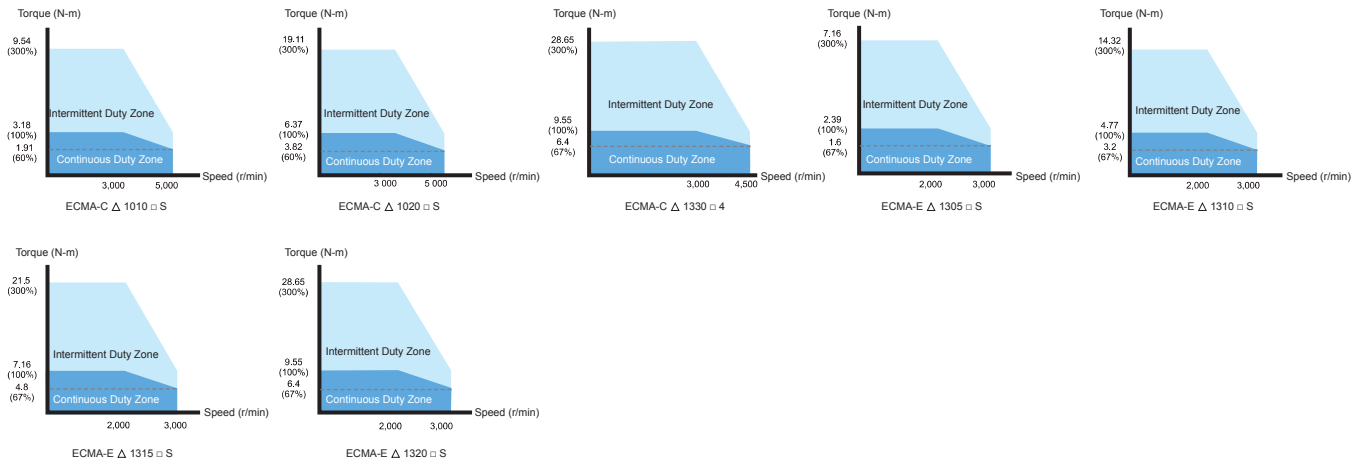 Torque (N-m)
9.54
(300%)
Intermittent Duty Zone
3.18
(100%)
1.91
(60%)
Continuous Duty Zone
Speed (r/min)
3,000
5,000
ECMA-C △ 1010 □ S
Torque (N-m)
19.11
(300%)
Intermittent Duty Zone
6.37
(100%)
3.82
(60%)
Continuous Duty Zone
Speed (r/min)
3 000
5 000
ECMA-C △ 1020 □ S
Torque (N-m)
28.65
(300%)
Intermittent Duty Zone
9.55
(100%)
6.4
(67%)
Continuous Duty Zone
Speed (r/min)
3,000
4,500
ECMA-C △ 1330 □ 4
Torque (N-m)
7.16
(300%)
Intermittent Duty Zone
2.39
(100%)
1.6
(67%)
Continuous Duty Zone
Speed (r/min)
2,000
3,000
ECMA-E △ 1305 □ S
Torque (N-m)
14.32
(300%)
Intermittent Duty Zone
4.77
(100%)
3.2
(67%)
Continuous Duty Zone
Speed (r/min)
2,000
3,000
ECMA-E △ 1310 □ S
Torque (N-m)
21.5
(300%)
Intermittent Duty Zone
7.16
(100%)
4.8
(67%)
Continuous Duty Zone
Speed (r/min)
2,000
3,000
ECMA-E △ 1315 □ S
Torque (N-m)
28.65
(300%)
Intermittent Duty Zone
9.55
(100%)
6.4
(67%)
Continuous Duty Zone
Speed (r/min)
2,000
3,000
ECMA-E △ 1320 □ S